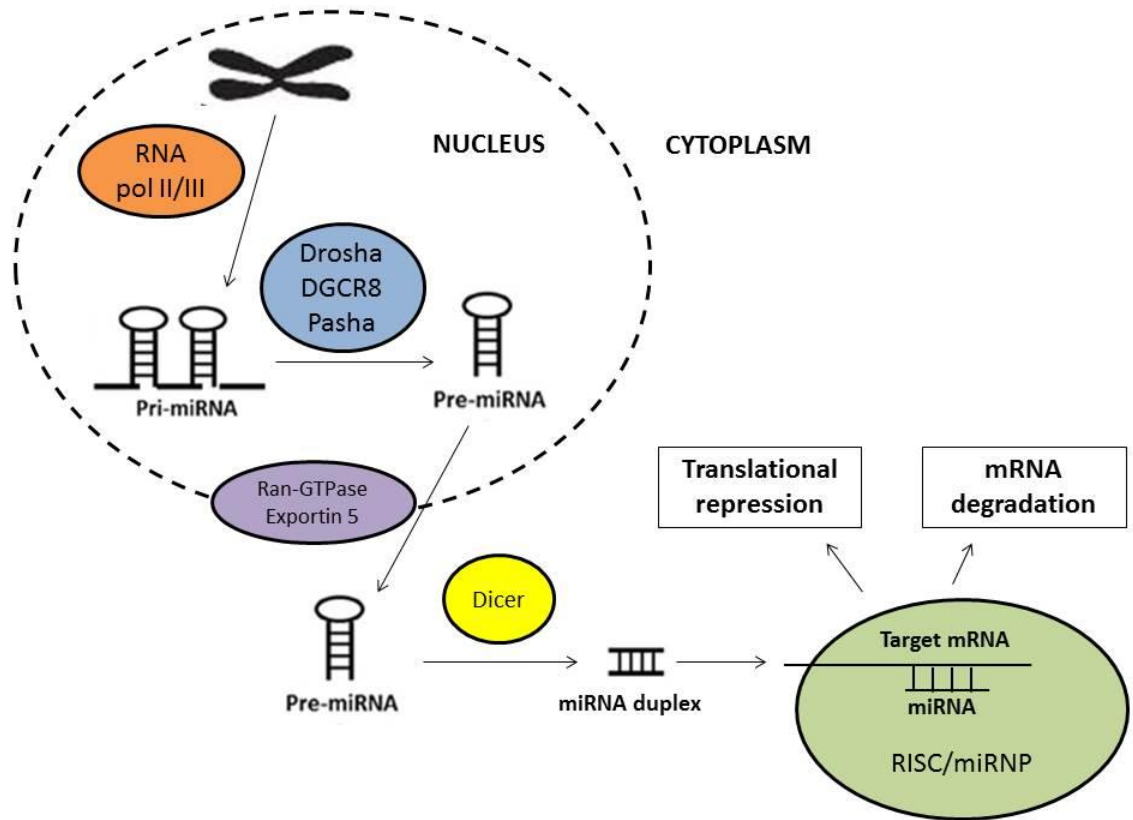 NUCLEUS
CYTOPLASM
RNA
pol II/III
Drosha
DGCR8
Pasha
Pri-miRNA
Pre-miRNA
Ran-GTPase
Exportin 5
Translational
repression
mRNA
degradation
Dicer
Pre-miRNA
miRNA duplex
Target mRNA
miRNA
RISC/miRNP